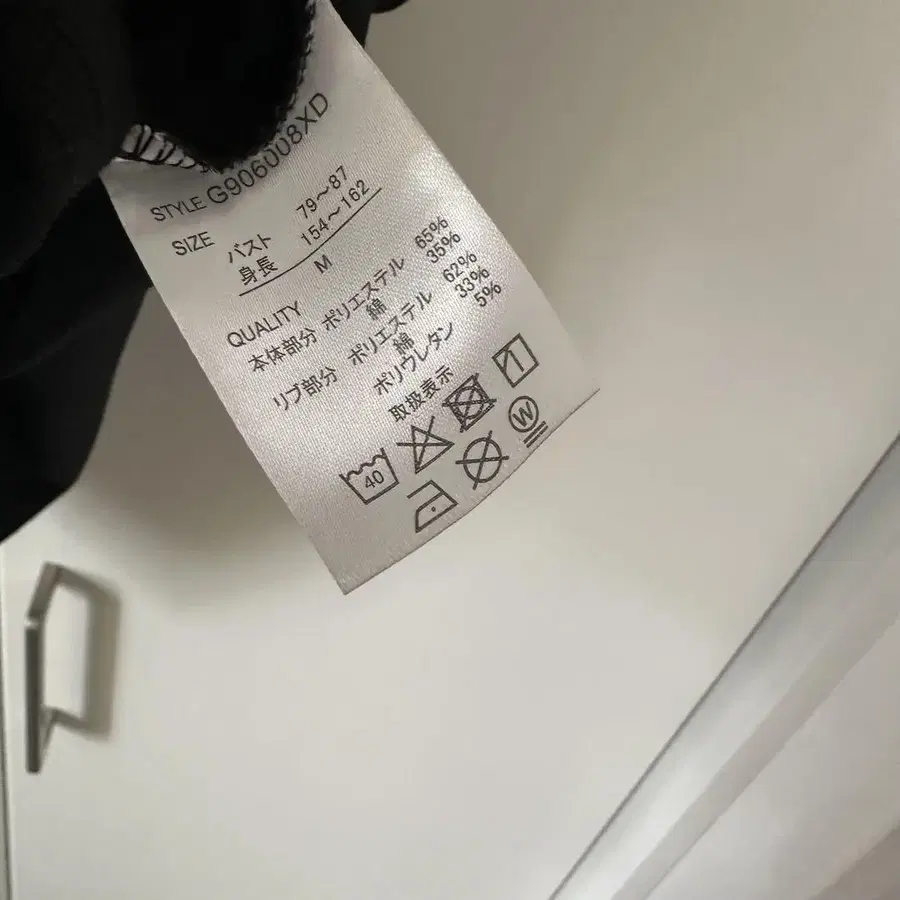 STYLE G906008XD
SIZE バスト 79～87
身長 154～162
M
QUALITY
本体部分 ポリエステル 65%
綿 35%
リブ部分 ポリエステル 62%
綿 33%
ポリウレタン 5%
取扱表示
40
W